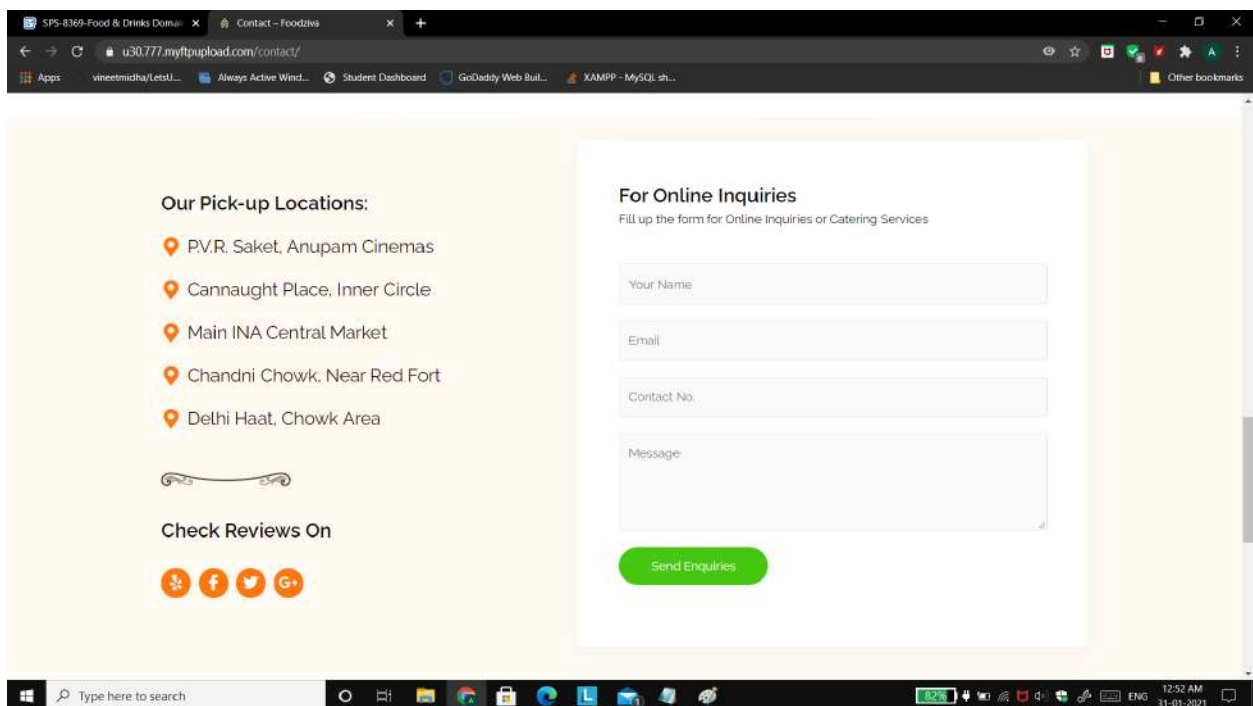 SPS-8369-Food & Drinks Domai
Contact – Foodziva
u30.777.myftpupload.com/contact/
Apps
vineetmidha/LetsU...
Always Active Wind...
Student Dashboard
GoDaddy Web Buil...
XAMPP - MySQL sh...
Other bookmarks
Our Pick-up Locations:
P.V.R. Saket, Anupam Cinemas
Cannaught Place, Inner Circle
Main INA Central Market
Chandni Chowk, Near Red Fort
Delhi Haat, Chowk Area
Check Reviews On
G+
For Online Inquiries
Fill up the form for Online Inquiries or Catering Services
Your Name
Email
Contact No.
Message
Send Enquiries
Type here to search
82%
ENG
12:52 AM
31-01-2021